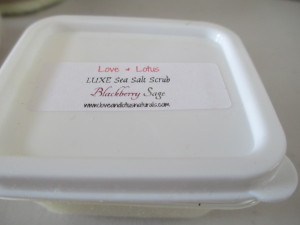 Love & Lotus
LUXE Sea Salt Scrub
Blackberry Sage
www.loveandlotusnaturals.com